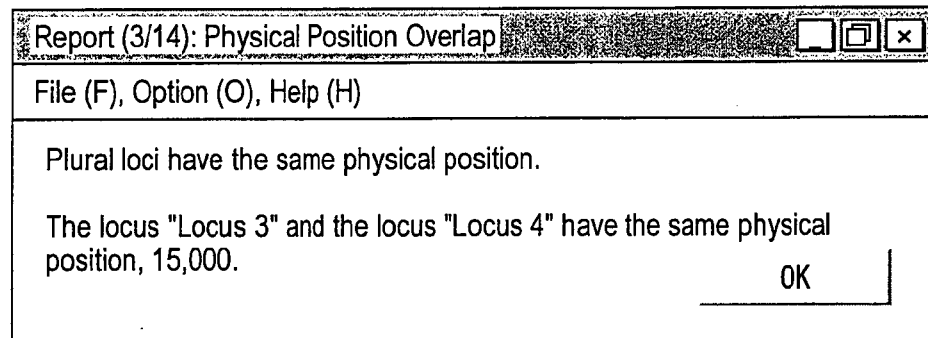 Report (3/14): Physical Position Overlap
File (F), Option (O), Help (H)
Plural loci have the same physical position.
The locus "Locus 3" and the locus "Locus 4" have the same physical
position, 15,000.
OK